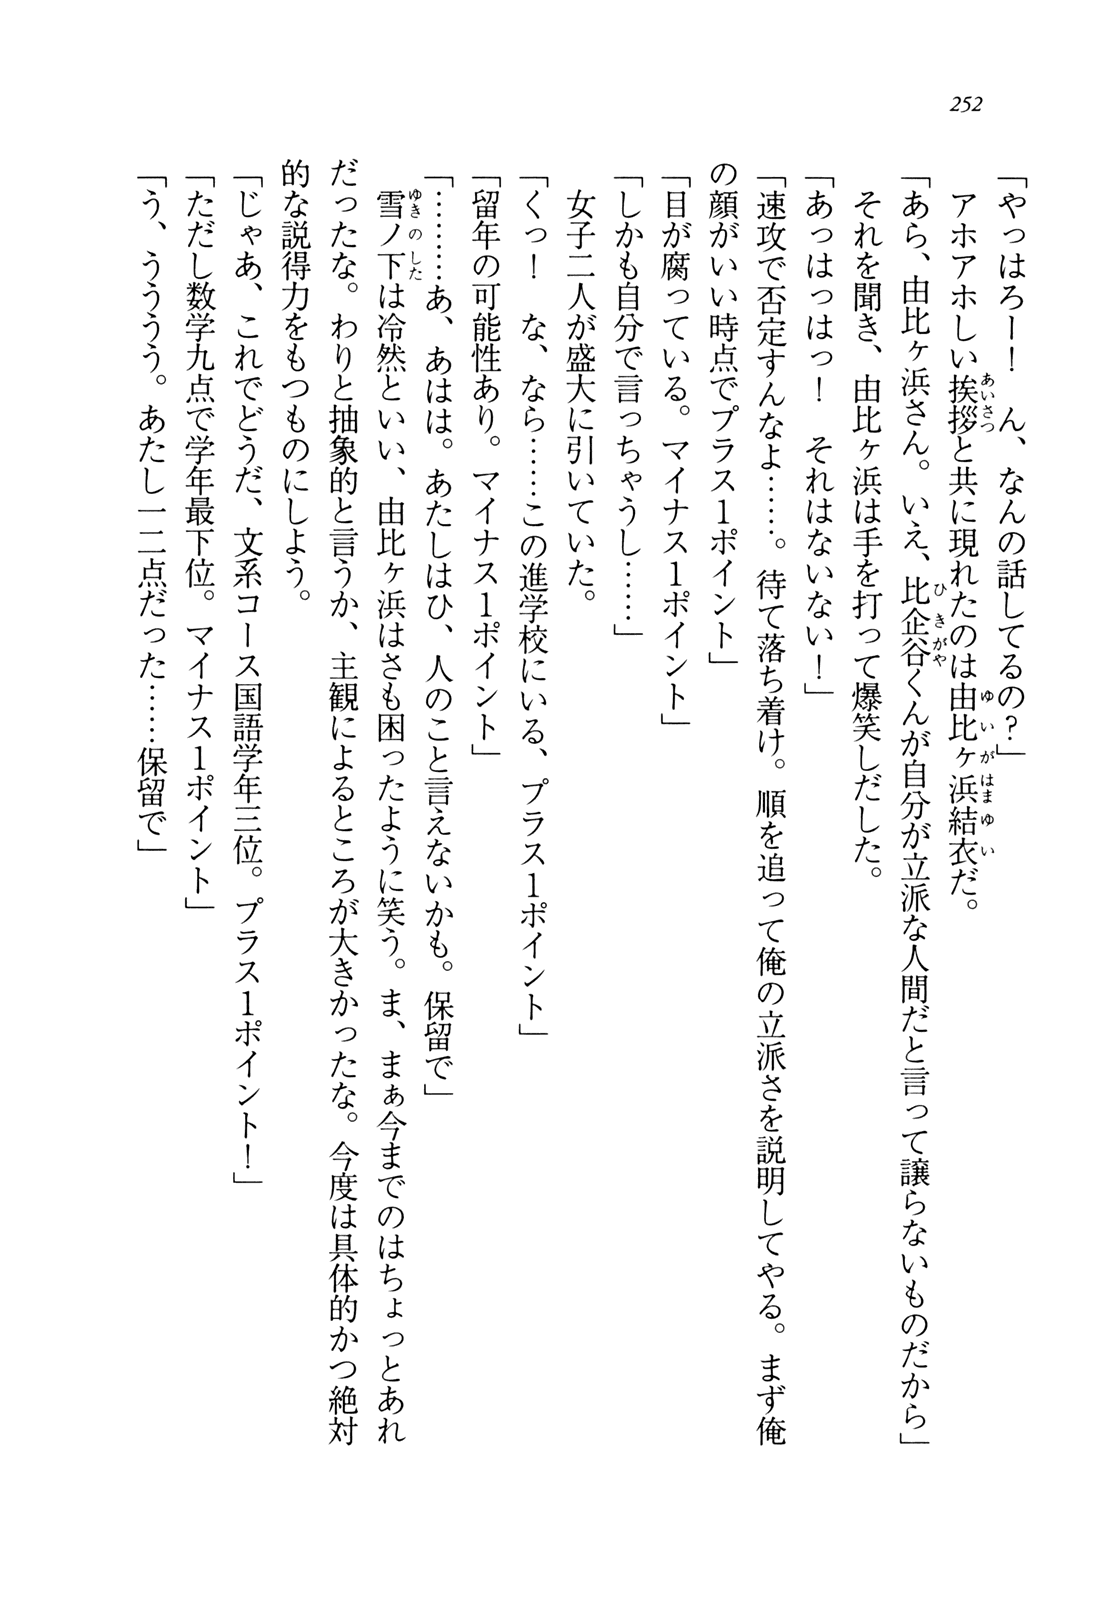 252
「やっはろー！　ん、なんの話してるの？」
アホアホしい挨拶と共に現れたのは由比ヶ浜結衣だ。
「あら、由比ヶ浜さん。いえ、比企谷くんが自分が立派な人間だと言って譲らないものだから」
それを聞き、由比ヶ浜は手を打って爆笑しだした。
「あっはっはっ！　それはないない！」
「速攻で否定すんなよ……。待て落ち着け。順を追って俺の立派さを説明してやる。まず俺
の顔がいい時点でプラス1ポイント」
「目が腐っている。マイナス1ポイント」
「しかも自分で言っちゃうし……」
女子二人が盛大に引いていた。
「くっ！　な、なら……この進学校にいる、プラス1ポイント」
「留年の可能性あり。マイナス1ポイント」
「………あ、あはは。あたしはひ、人のこと言えないかも。保留で」
雪ノ下は冷然といい、由比ヶ浜はさも困ったように笑う。ま、まぁ今までのはちょっとあれ
だったな。わりと抽象的と言うか、主観によるところが大きかったな。今度は具体的かつ絶対
的な説得力をもつものにしよう。
「じゃあ、これでどうだ、文系コース国語学年三位。プラス1ポイント！」
「ただし数学九点で学年最下位。マイナス1ポイント」
「う、うううう。あたし一二点だった……保留で」